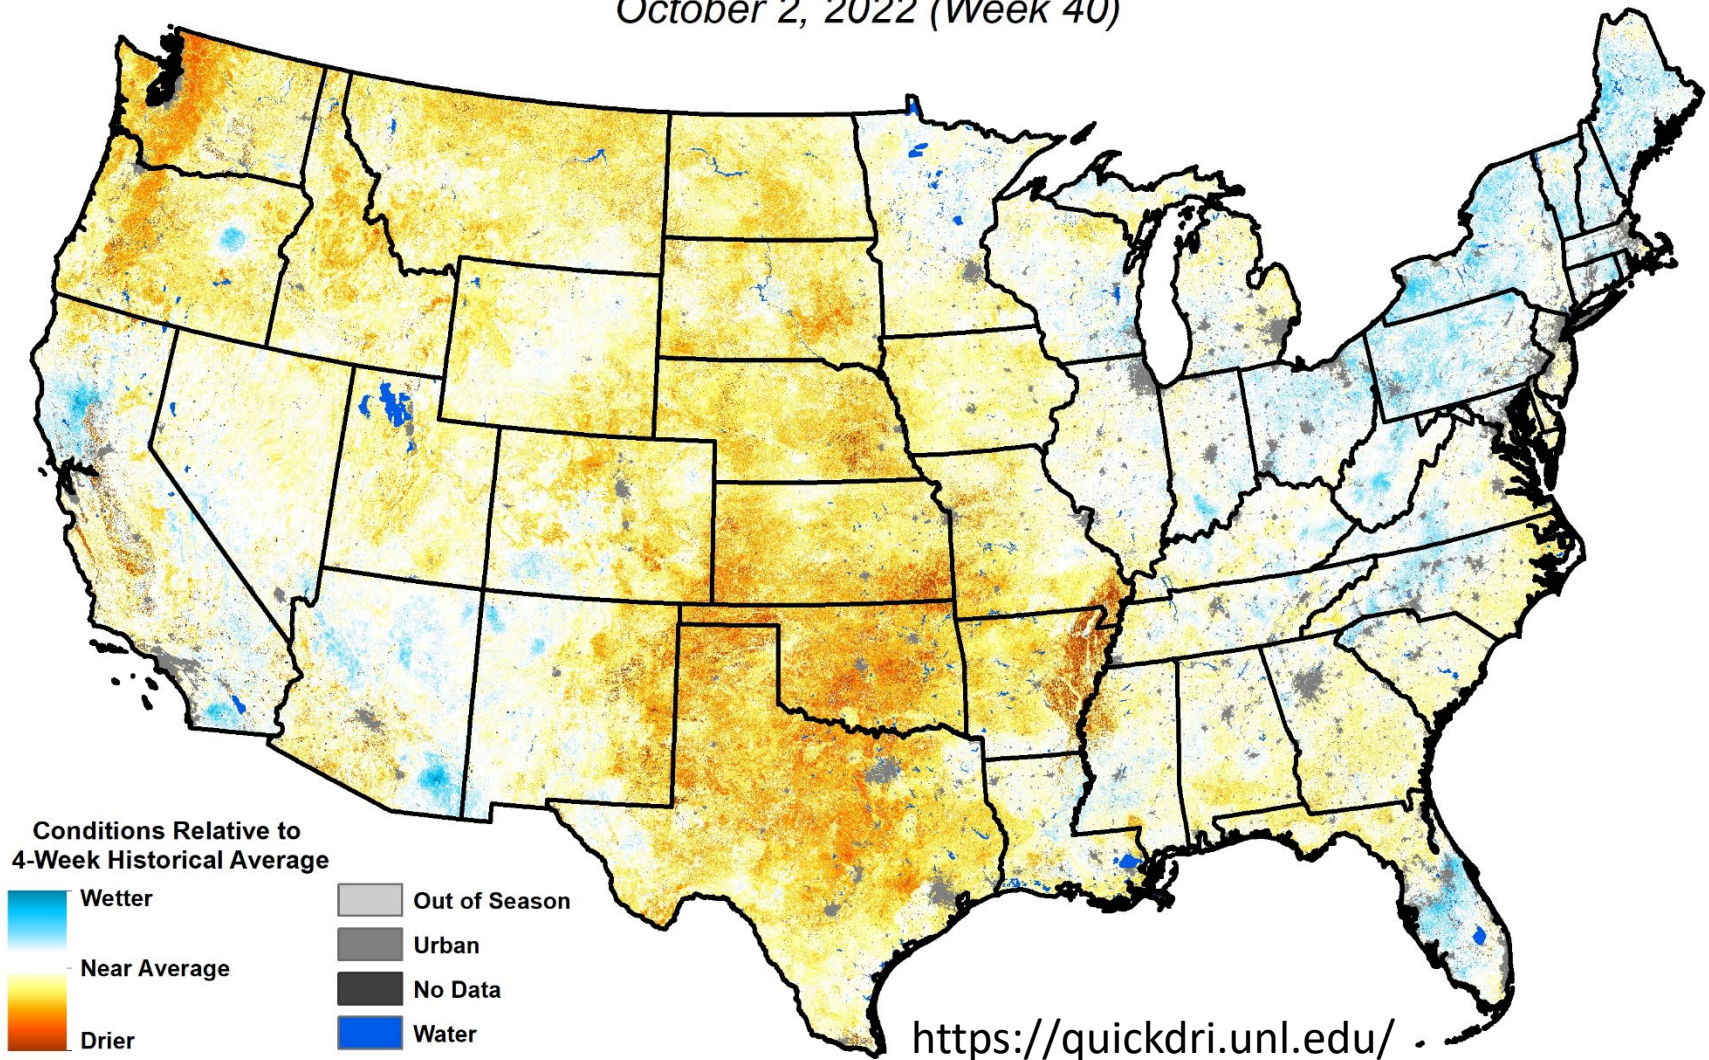 October 2, 2022 (Week 40)
Conditions Relative to
4-Week Historical Average
Wetter
Near Average
Drier
Out of Season
Urban
No Data
Water
https://quickdri.unl.edu/